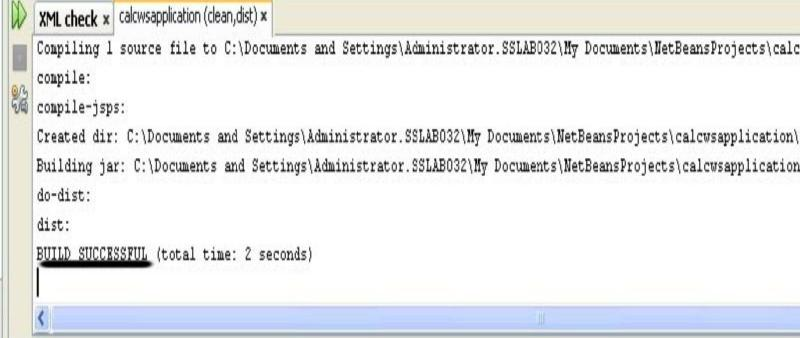 XML check x calcwsapplication (clean,dist) x
Compiling 1 source file to C:\Documents and Settings\Administrator.SSLAB032\My Documents\NetBeansProjects\calc
compile:
compile-jsps:
Created dir: C:\Documents and Settings\Administrator.SSLAB032\My Documents\NetBeansProjects\calcwsapplication\
Building jar: C:\Documents and Settings\Administrator.SSLAB032\My Documents\NetBeansProjects\calcwsapplication
do-dist:
dist:
BUILD SUCCESSFUL (total time: 2 seconds)